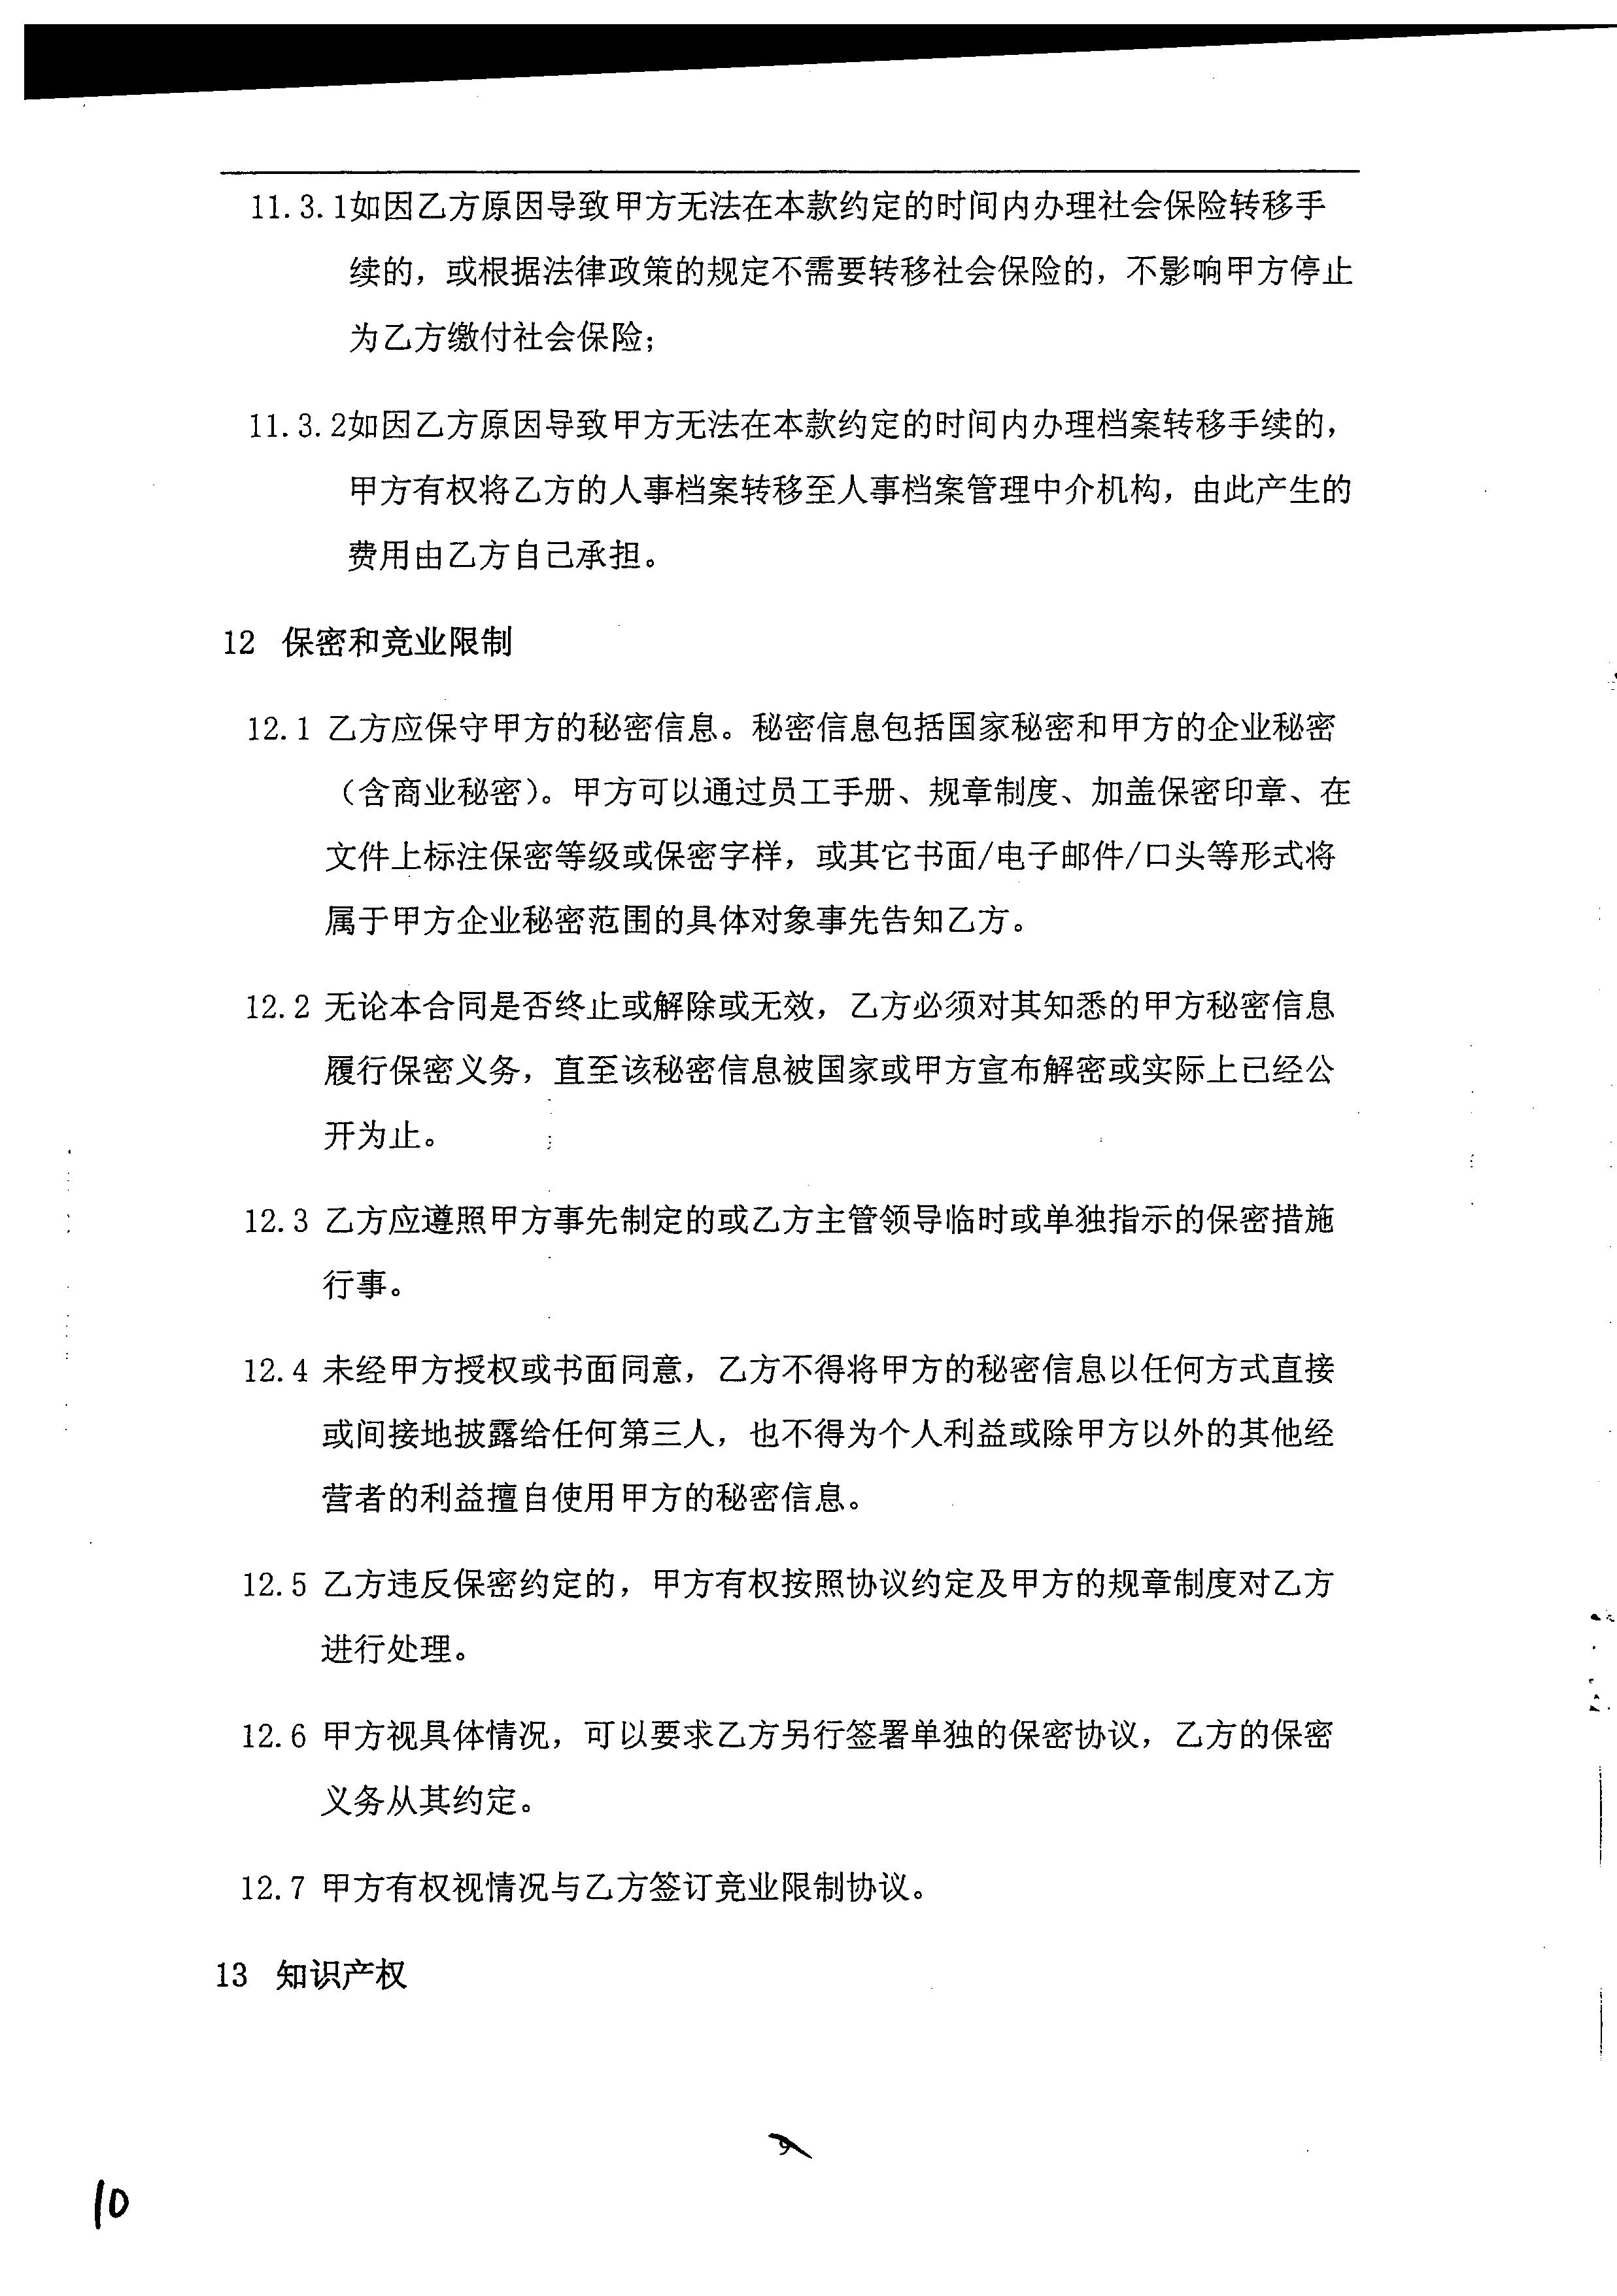 11.3.1如因乙方原因导致甲方无法在本款约定的时间内办理社会保险转移手
续的，或根据法律政策的规定不需要转移社会保险的，不影响甲方停止
为乙方缴付社会保险；
11.3.2如因乙方原因导致甲方无法在本款约定的时间内办理档案转移手续的，
甲方有权将乙方的人事档案转移至人事档案管理中介机构，由此产生的
费用由乙方自己承担。
12 保密和竞业限制
12.1 乙方应保守甲方的秘密信息。秘密信息包括国家秘密和甲方的企业秘密
（含商业秘密）。甲方可以通过员工手册、规章制度、加盖保密印章、在
文件上标注保密等级或保密字样，或其它书面/电子邮件/口头等形式将
属于甲方企业秘密范围的具体对象事先告知乙方。
12.2 无论本合同是否终止或解除或无效，乙方必须对其知悉的甲方秘密信息
履行保密义务，直至该秘密信息被国家或甲方宣布解密或实际上已经公
开为止。
12.3 乙方应遵照甲方事先制定的或乙方主管领导临时或单独指示的保密措施
行事。
12.4 未经甲方授权或书面同意，乙方不得将甲方的秘密信息以任何方式直接
或间接地披露给任何第三人，也不得为个人利益或除甲方以外的其他经
营者的利益擅自使用甲方的秘密信息。
12.5 乙方违反保密约定的，甲方有权按照协议约定及甲方的规章制度对乙方
进行处理。
12.6 甲方视具体情况，可以要求乙方另行签署单独的保密协议，乙方的保密
义务从其约定。
12.7 甲方有权视情况与乙方签订竞业限制协议。
13 知识产权
9
10